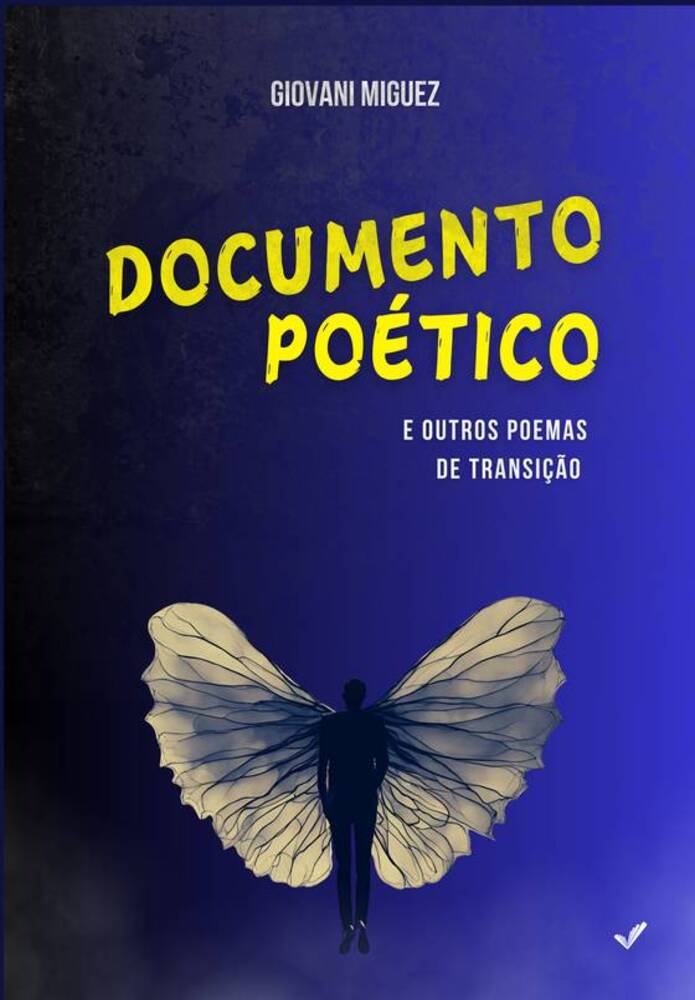 GIOVANI MIGUEZ
DOCUMENTO
POÉTICO
E OUTROS POEMAS
DE TRANSIÇÃO